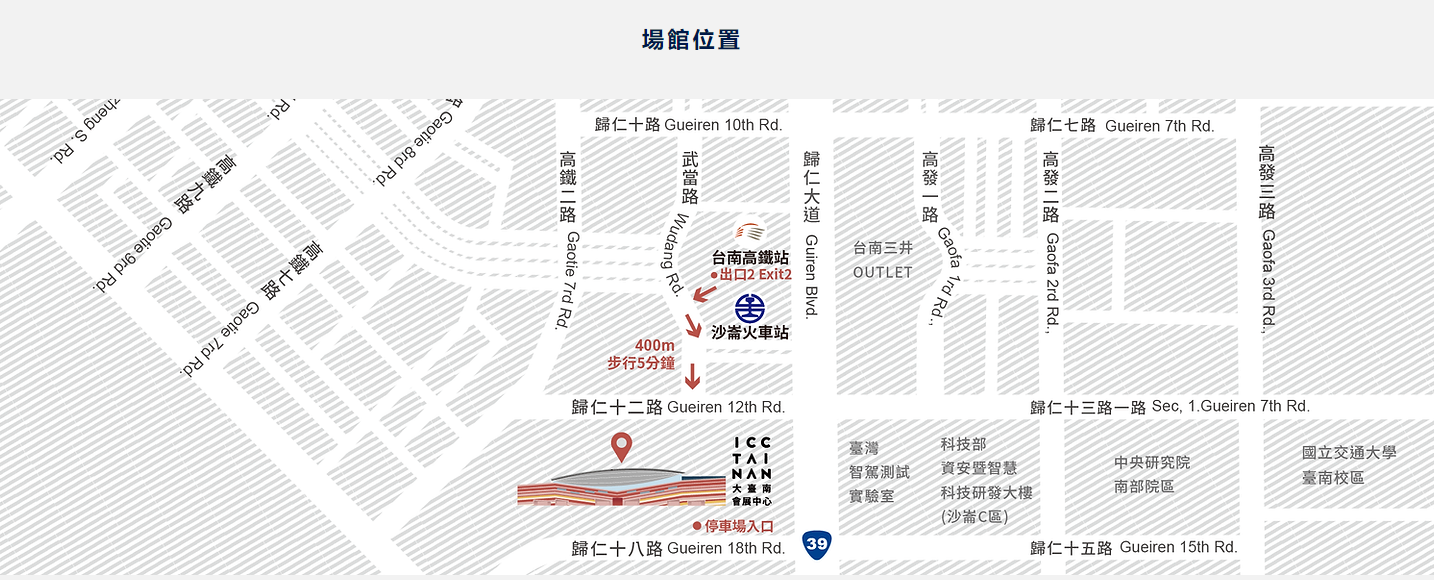 場館位置
zheng S. Rd.
Rd.
路 Gaotie 8rd Rd.
高鐵九路 Gaotie 9rd Rd.
高鐵七路 Gaotie 7rd Rd.
歸仁十路 Gueiren 10th Rd.
歸仁七路 Gueiren 7th Rd.
高鐵二路 Gaotie 7rd Rd.
武當路 Wudang Rd.
歸仁大道 Guiren Blvd.
高發一路 Gaofa 1rd Rd.,
高發二路 Gaofa 2rd Rd.,
高發三路 Gaofa 3rd Rd.,
台南高鐵站
出口2 Exit2
沙崙火車站
400m
步行5分鐘
台南三井
OUTLET
歸仁十二路 Gueiren 12th Rd.
歸仁十三路一路 Sec, 1.Gueiren 7th Rd.
ICC
TAI
NAN
大臺南
會展中心
停車場入口
臺灣
智駕測試
實驗室
科技部
資安暨智慧
科技研發大樓
(沙崙C區)
中央研究院
南部院區
國立交通大學
臺南校區
歸仁十八路 Gueiren 18th Rd.
39
歸仁十五路 Gueiren 15th Rd.